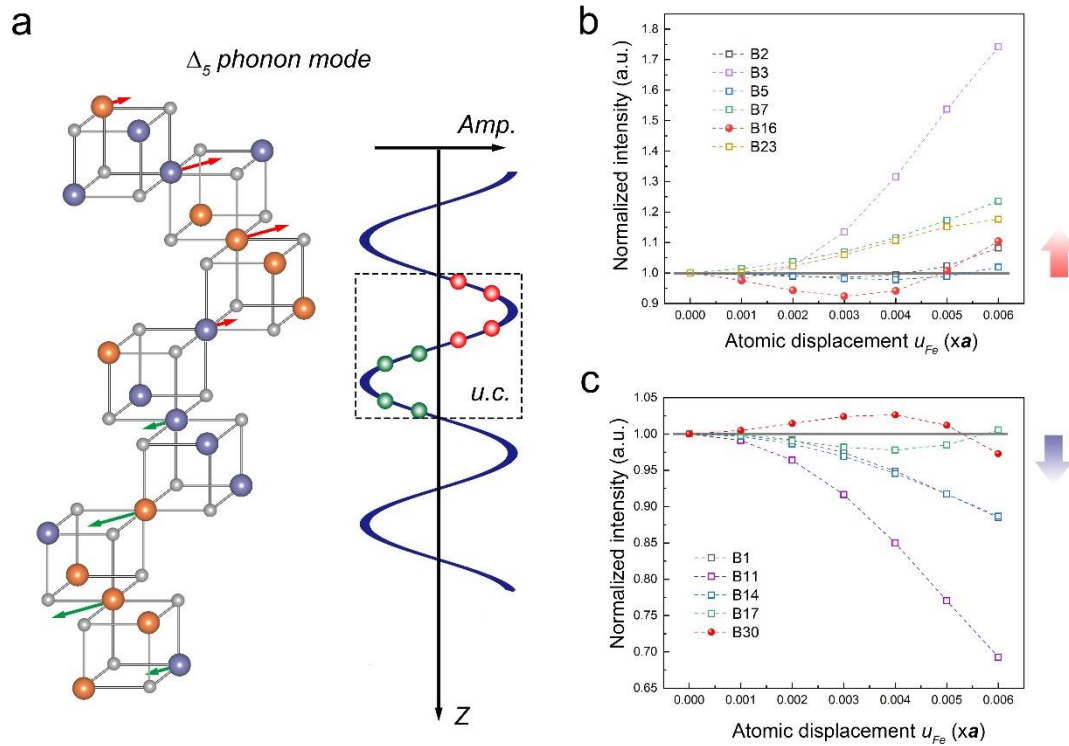 a
Δ5 phonon mode
Amp.
u.c.
Z
b
Normalized intensity (a.u.)
1.8
1.7
1.6
1.5
1.4
1.3
1.2
1.1
1.0
0.9
B2
B3
B5
B7
B16
B23
0.000 0.001 0.002 0.003 0.004 0.005 0.006
Atomic displacement uFe (xa)
c
Normalized intensity (a.u.)
1.05
1.00
0.95
0.90
0.85
0.80
0.75
0.70
0.65
B1
B11
B14
B17
B30
0.000 0.001 0.002 0.003 0.004 0.005 0.006
Atomic displacement uFe (xa)